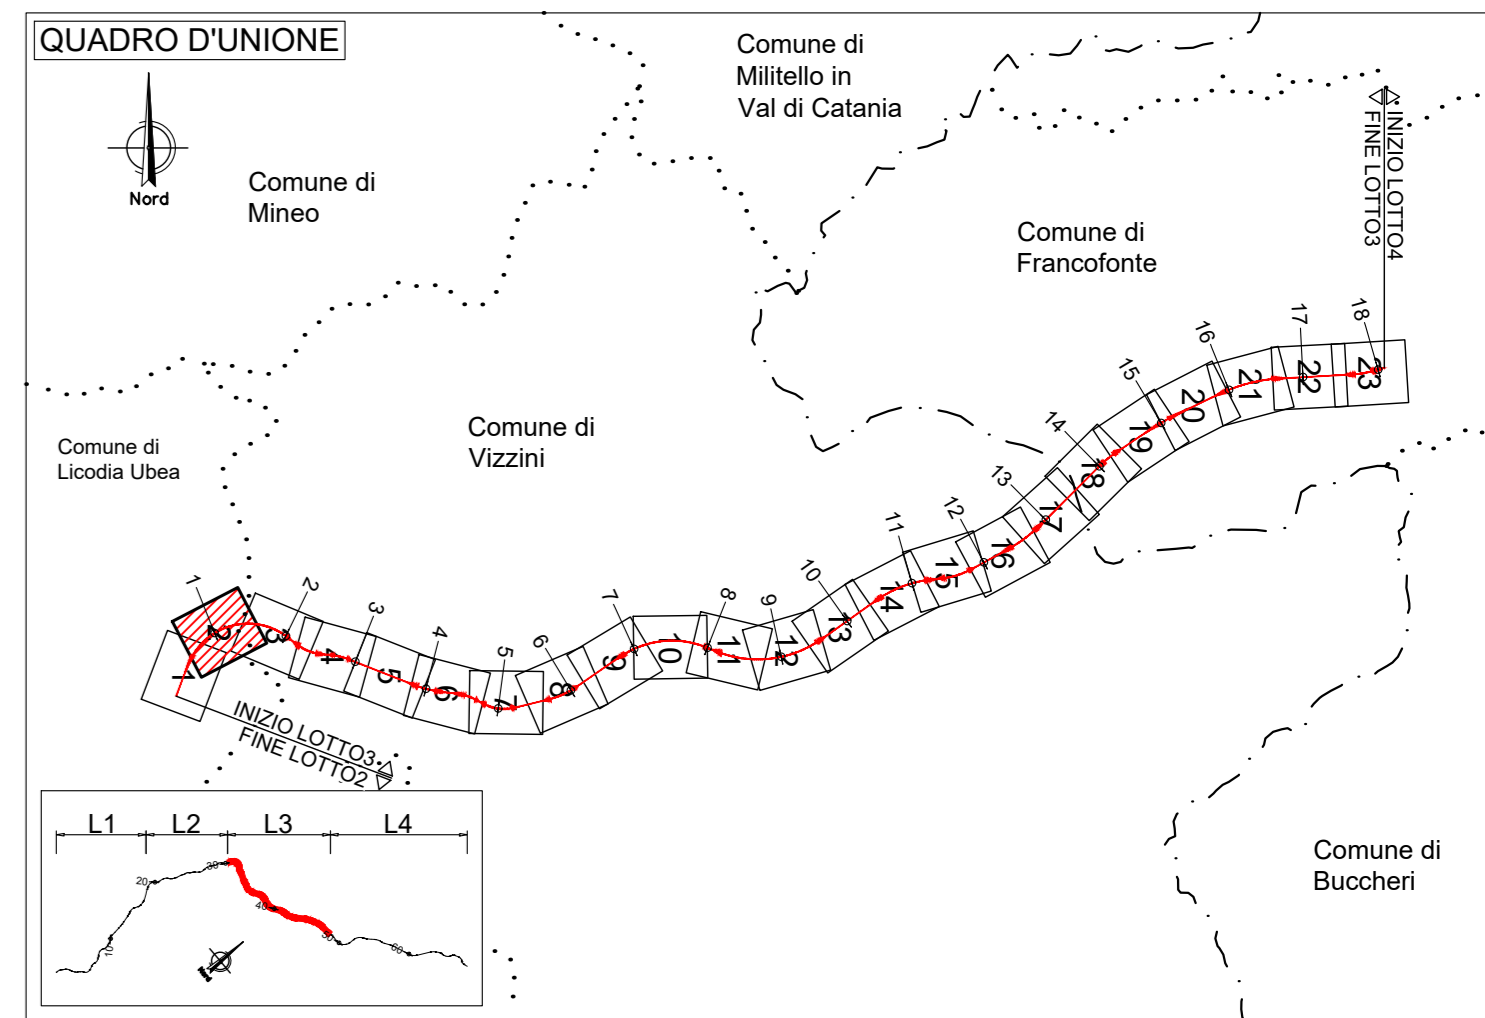 QUADRO D'UNIONE
Nord
Comune di
Mineo
Comune di
Militello in
Val di Catania
Comune di
Francofonte
INIZIO LOTTO4
FINE LOTTO3
Comune di
Licodia Ubea
Comune di
Vizzini
Comune di
Buccheri
1
2
3
4
5
6
7
8
9
10
11
12
13
14
15
16
17
18
1
2
3
4
5
6
7
8
9
10
11
12
13
14
15
16
17
18
19
20
21
22
23
INIZIO LOTTO3
FINE LOTTO2
L1
L2
L3
L4
10
20
30
40
50
60
Nord